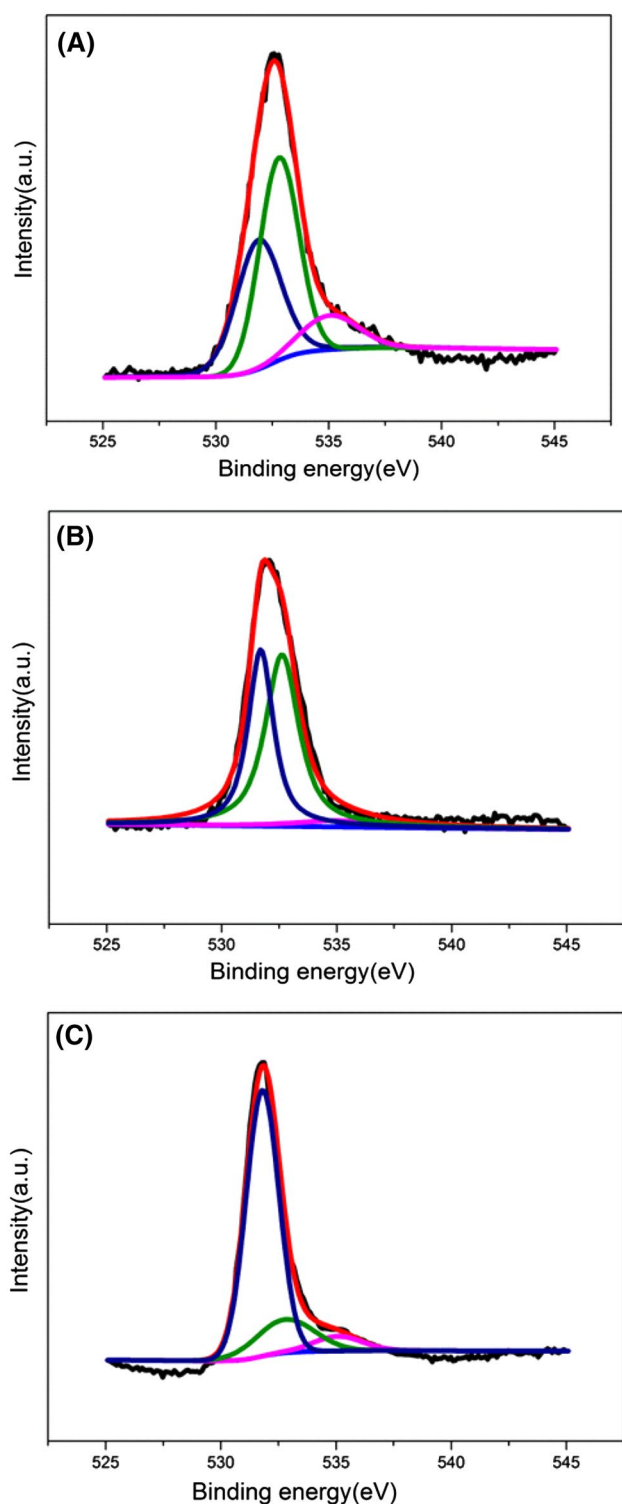 (A)
Intensity(a.u.)
525 530 535 540 545
Binding energy(eV)
(B)
Intensity(a.u.)
525 530 535 540 545
Binding energy(eV)
(C)
Intensity(a.u.)
525 530 535 540 545
Binding energy(eV)